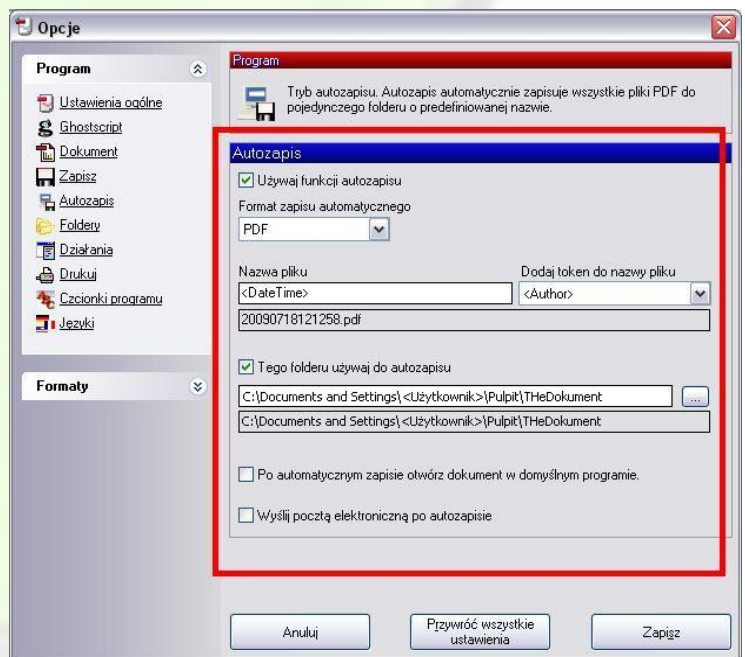 Opcje
Program
Ustawienia ogólne
Ghostscript
Dokument
Zapisz
Autozapis
Foldery
Działania
Drukuj
Czcionki programu
Języki
Formaty
Program
Tryb autozapisu. Autozapis automatycznie zapisuje wszystkie pliki PDF do
pojedynczego folderu o predefiniowanej nazwie.
Autozapis
Używaj funkcji autozapisu
Format zapisu automatycznego
PDF
Nazwa pliku
Dodaj token do nazwy pliku
<DateTime>
<Author>
20090718121258.pdf
Tego folderu używaj do autozapisu
C:\Documents and Settings\<Użytkownik>\Pulpit\THeDokument
...
C:\Documents and Settings\<Użytkownik>\Pulpit\THeDokument
Po automatycznym zapisie otwórz dokument w domyślnym programie.
Wyślij pocztą elektroniczną po autozapisie
Anuluj
Przywróć wszystkie
ustawienia
Zapisz